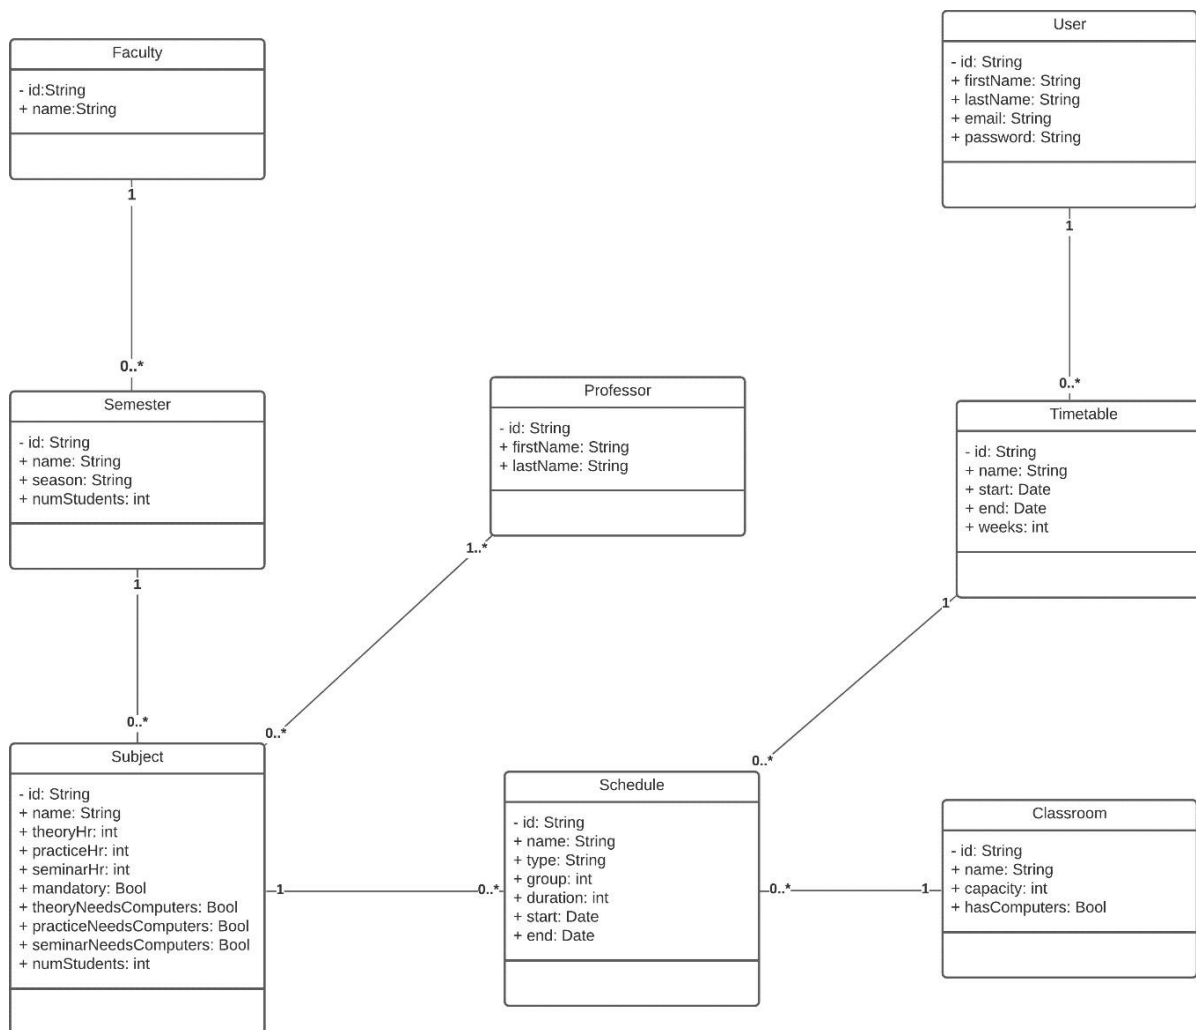 Faculty
- id:String
+ name:String
1
0..*
User
- id: String
+ firstName: String
+ lastName: String
+ email: String
+ password: String
1
0..*
Semester
- id: String
+ name: String
+ season: String
+ numStudents: int
1
0..*
Professor
- id: String
+ firstName: String
+ lastName: String
1..*
0..*
Timetable
- id: String
+ name: String
+ start: Date
+ end: Date
+ weeks: int
1
0..*
Subject
- id: String
+ name: String
+ theoryHr: int
+ practiceHr: int
+ seminarHr: int
+ mandatory: Bool
+ theoryNeedsComputers: Bool
+ practiceNeedsComputers: Bool
+ seminarNeedsComputers: Bool
+ numStudents: int
1
0..*
Schedule
- id: String
+ name: String
+ type: String
+ group: int
+ duration: int
+ start: Date
+ end: Date
0..*
1
Classroom
- id: String
+ name: String
+ capacity: int
+ hasComputers: Bool